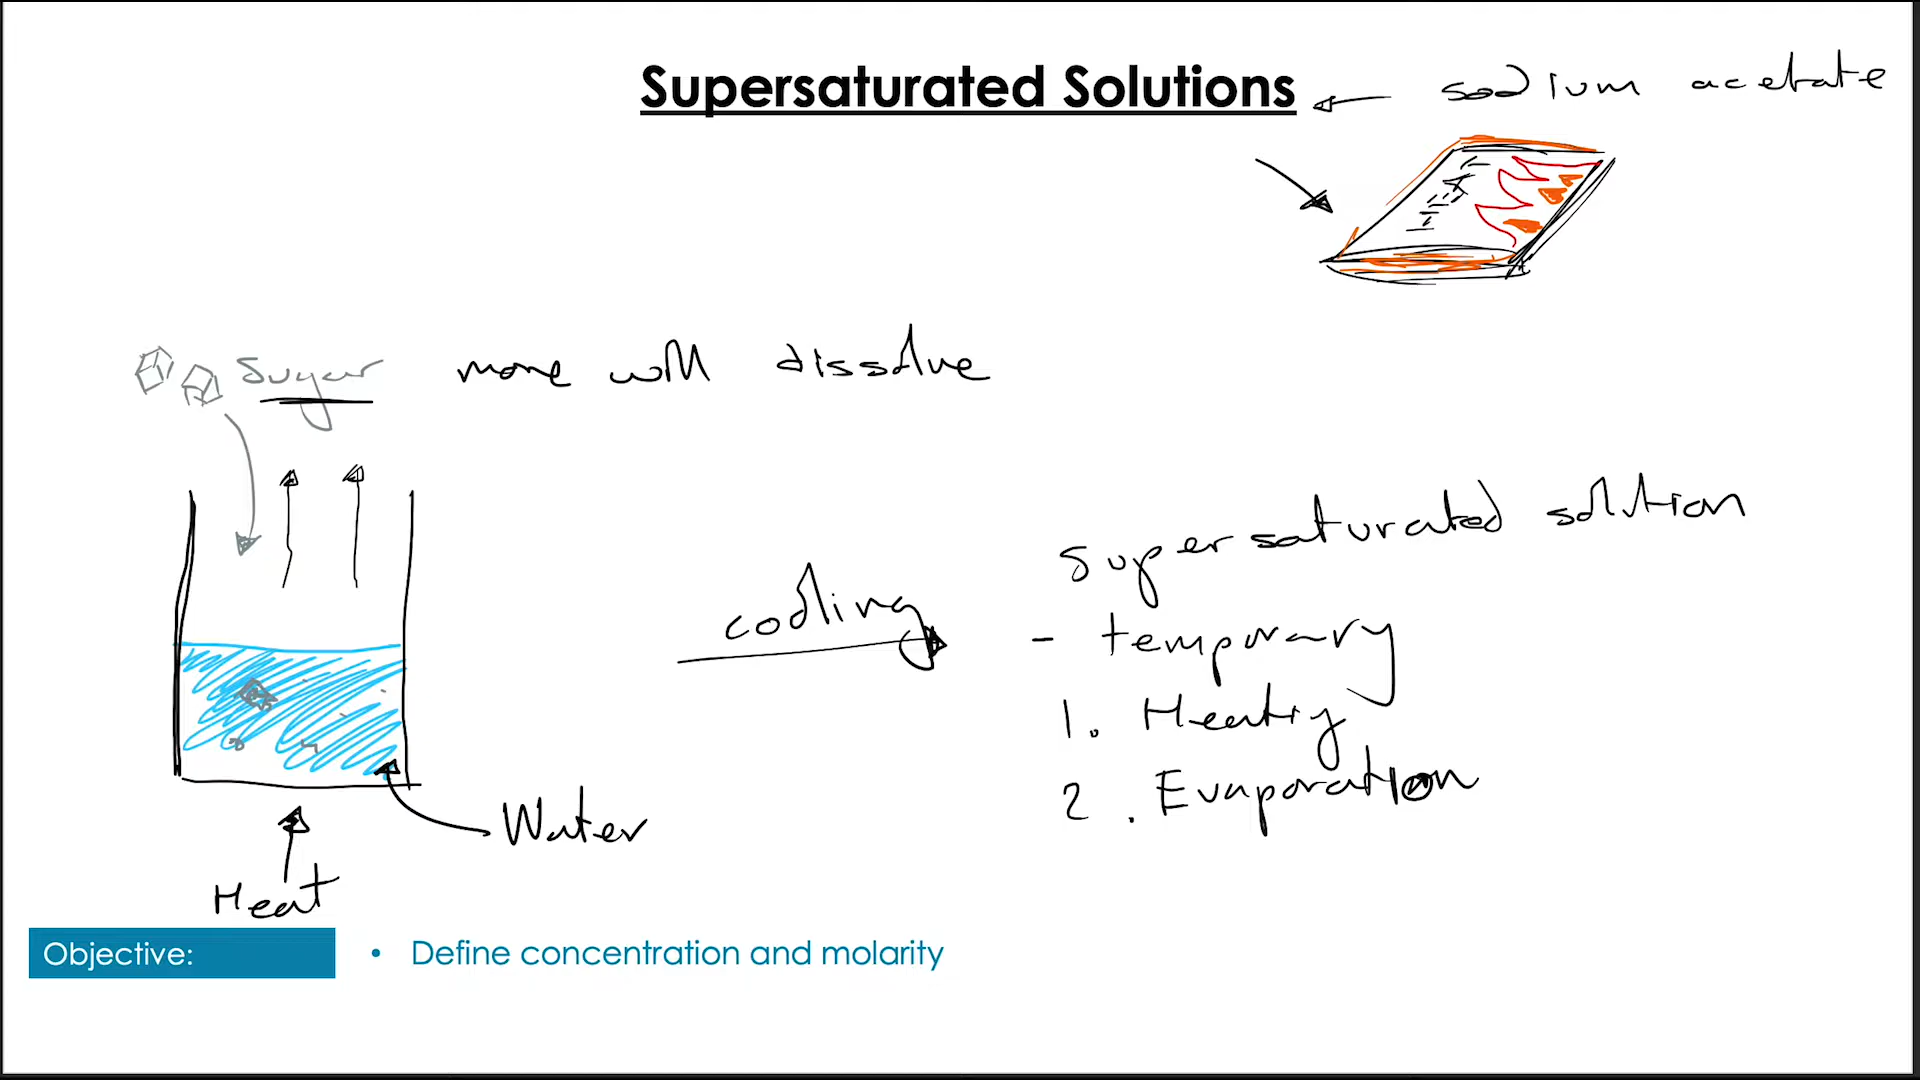 Supersaturated Solutions
sodium acetate
sugar more will dissolve
supersaturated solution
cooling
- temporary
1. Heatig
2. Evaporation
Water
Heat
Objective:
• Define concentration and molarity